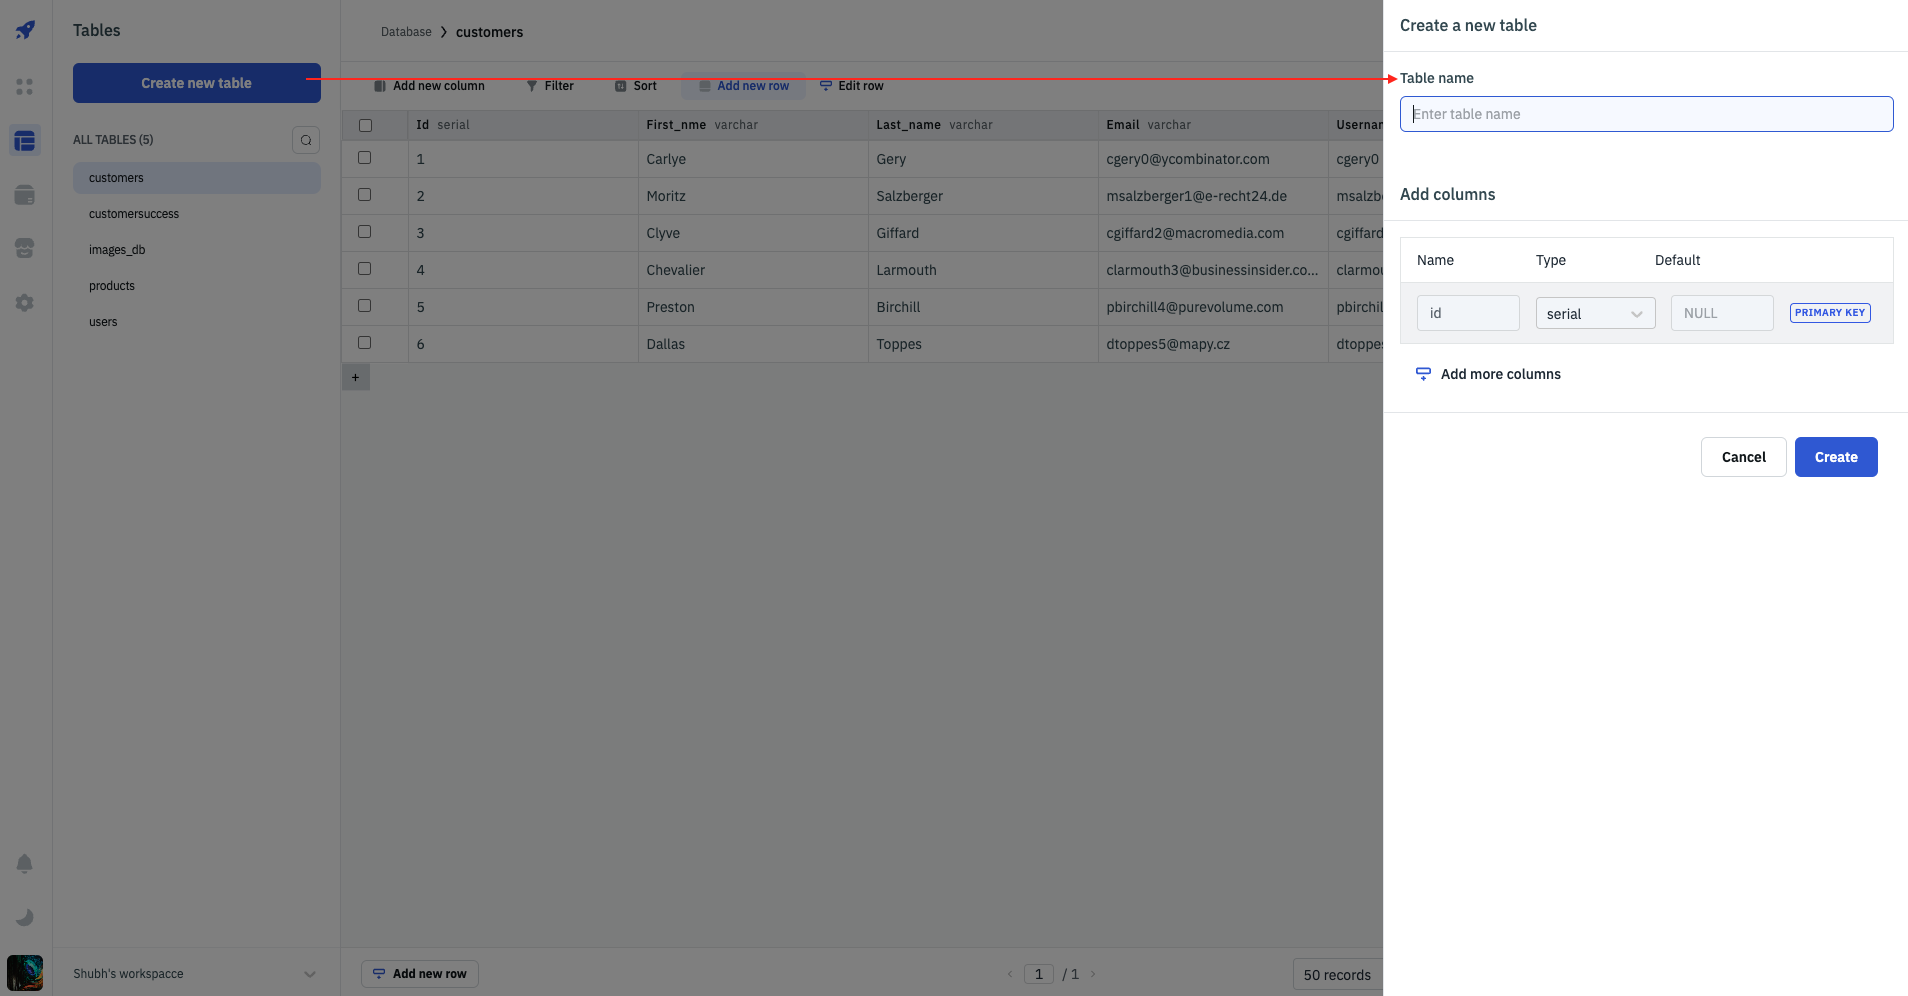 Tables
Create new table
ALL TABLES (5)
customers
customersuccess
images_db
products
users
Shubh's workspacce
Database > customers
Add new column Filter Sort Add new row Edit row
Id serial First_nme varchar Last_name varchar Email varchar Usernam
1 Carlye Gery cgery0@ycombinator.com cgery0
2 Moritz Salzberger msalzberger1@e-recht24.de msalzb
3 Clyve Giffard cgiffard2@macromedia.com cgiffard
4 Chevalier Larmouth clarmouth3@businessinsider.co... clarmou
5 Preston Birchill pbirchill4@purevolume.com pbirchil
6 Dallas Toppes dtoppes5@mapy.cz dtoppes
+
Add new row < 1 / 1 > 50 records
Create a new table
Table name
Enter table name
Add columns
Name Type Default
id serial NULL PRIMARY KEY
Add more columns
Cancel Create